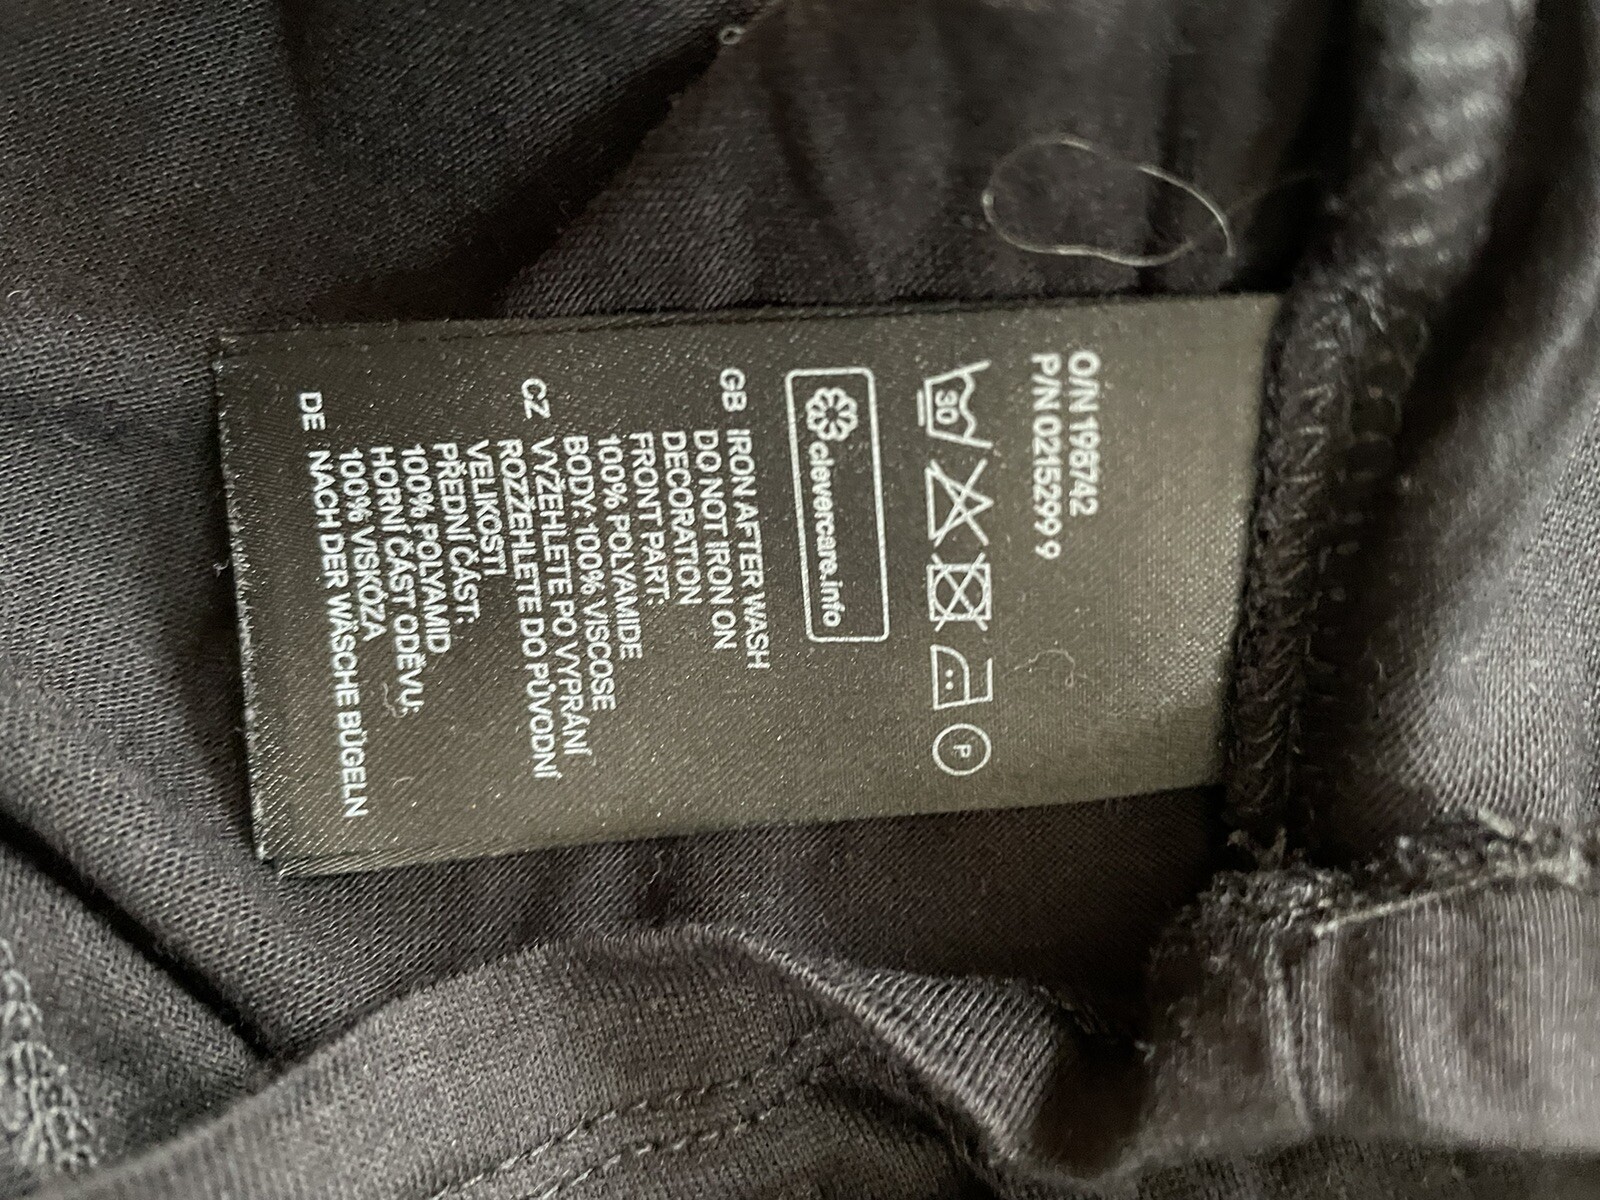 O/N 198742
P/N 0215299 9
30
P
clevercare.info
GB IRON AFTER WASH
DO NOT IRON ON
DECORATION
FRONT PART:
100% POLYAMIDE
BODY: 100% VISCOSE
CZ VYŽEHLETE PO VYPRÁNÍ
ROZŽEHLETE DO PŮVODNÍ
VELIKOSTI
PŘEDNÍ ČÁST:
100% POLYAMID
HORNÍ ČÁST ODĚVU:
100% VISKÓZA
DE NACH DER WÄSCHE BÜGELN